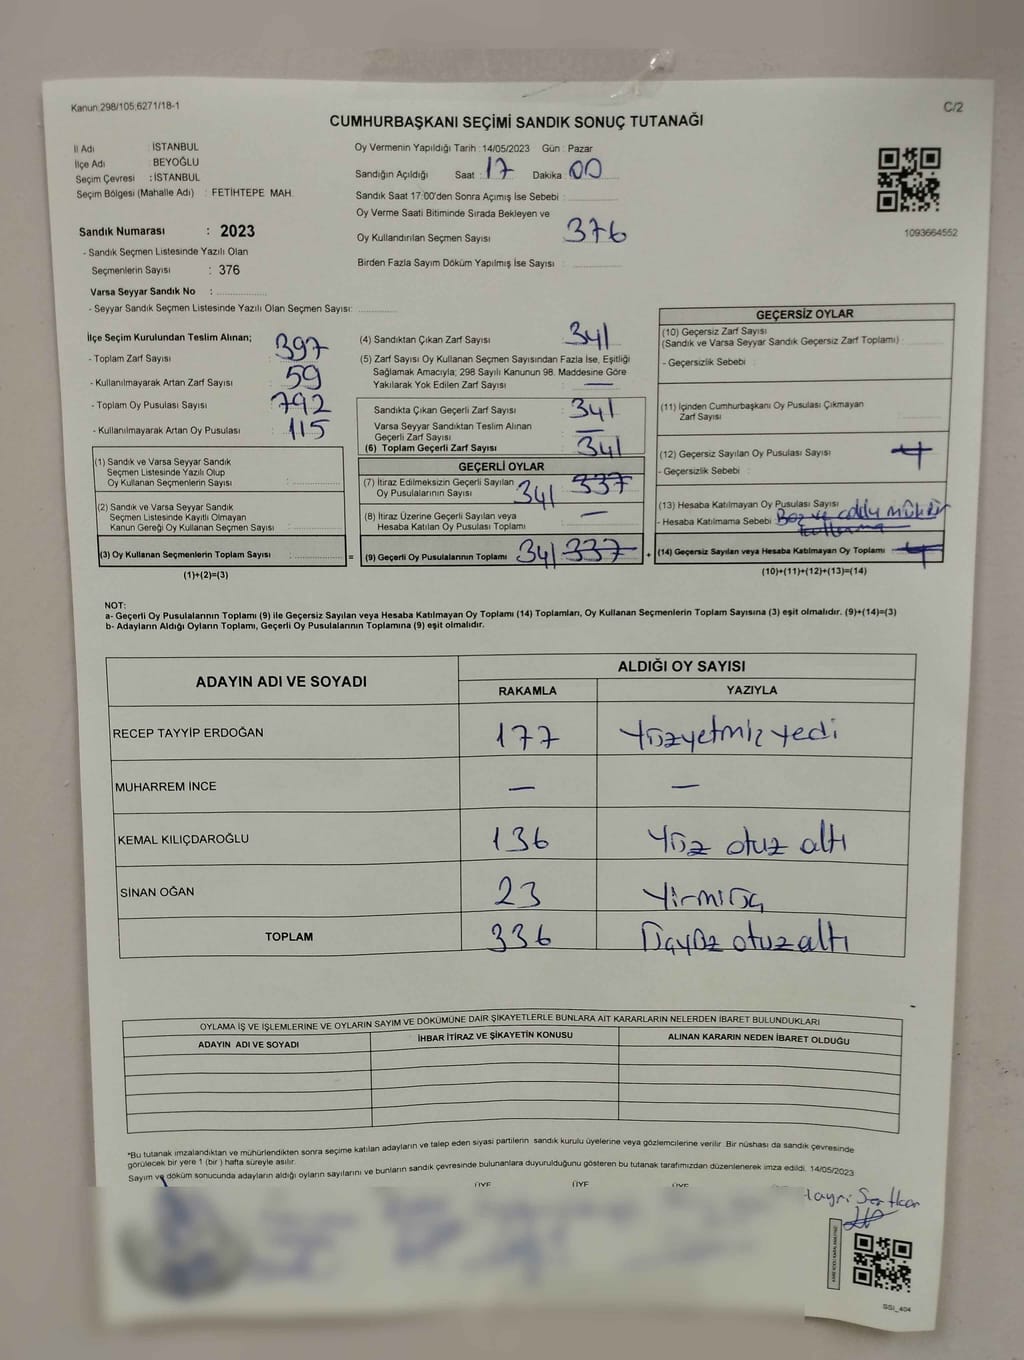 Kanun 298/105,6271/18-1
C/2
CUMHURBAŞKANI SEÇİMİ SANDIK SONUÇ TUTANAĞI
İl Adı : İSTANBUL
İlçe Adı : BEYOĞLU
Seçim Çevresi : İSTANBUL
Seçim Bölgesi (Mahalle Adı) : FETİHTEPE MAH.
Oy Vermenin Yapıldığı Tarih : 14/05/2023 Gün : Pazar
Sandığın Açıldığı Saat : 17 Dakika 00
Sandık Saat 17:00'den Sonra Açımış İse Sebebi :
Oy Verme Saati Bitiminde Sırada Bekleyen ve
Oy Kullandırılan Seçmen Sayısı 376
Birden Fazla Sayım Döküm Yapılmış İse Sayısı :
1093664552
Sandık Numarası : 2023
- Sandık Seçmen Listesinde Yazılı Olan
Seçmenlerin Sayısı : 376
Varsa Seyyar Sandık No :
- Seyyar Sandık Seçmen Listesinde Yazılı Olan Seçmen Sayısı:
İlçe Seçim Kurulundan Teslim Alınan;
- Toplam Zarf Sayısı 397
- Kullanılmayarak Artan Zarf Sayısı 59
- Toplam Oy Pusulası Sayısı 792
- Kullanılmayarak Artan Oy Pusulası 115
(4) Sandıktan Çıkan Zarf Sayısı : 341
(5) Zarf Sayısı Oy Kullanan Seçmen Sayısından Fazla İse, Eşitliği
Sağlamak Amacıyla; 298 Sayılı Kanunun 98. Maddesine Göre
Yakılarak Yok Edilen Zarf Sayısı : —
Sandıkta Çıkan Geçerli Zarf Sayısı : 341
Varsa Seyyar Sandıktan Teslim Alınan
Geçerli Zarf Sayısı : —
(6) Toplam Geçerli Zarf Sayısı : 341
GEÇERSİZ OYLAR
(10) Geçersiz Zarf Sayısı
(Sandık ve Varsa Seyyar Sandık Geçersiz Zarf Toplamı)
- Geçersizlik Sebebi :
(11) İçinden Cumhurbaşkanı Oy Pusulası Çıkmayan
Zarf Sayısı
(12) Geçersiz Sayılan Oy Pusulası Sayısı 4
- Geçersizlik Sebebi :
(13) Hesaba Katılmayan Oy Pusulası Sayısı
- Hesaba Katılmama Sebebi :
(14) Geçersiz Sayılan veya Hesaba Katılmayan Oy Toplamı 4
(10)+(11)+(12)+(13)=(14)
(1) Sandık ve Varsa Seyyar Sandık
Seçmen Listesinde Yazılı Olup
Oy Kullanan Seçmenlerin Sayısı :
(2) Sandık ve Varsa Seyyar Sandık
Seçmen Listesinde Kayıtlı Olmayan
Kanun Gereği Oy Kullanan Seçmen Sayısı :
(3) Oy Kullanan Seçmenlerin Toplam Sayısı :
(1)+(2)=(3)
GEÇERLİ OYLAR
(7) İtiraz Edilmeksizin Geçerli Sayılan
Oy Pusulalarının Sayısı : 341 337
(8) İtiraz Üzerine Geçerli Sayılan veya
Hesaba Katılan Oy Pusulası Toplamı : —
= (9) Geçerli Oy Pusulalarının Toplamı 341 337 +
NOT:
a- Geçerli Oy Pusulalarının Toplamı (9) ile Geçersiz Sayılan veya Hesaba Katılmayan Oy Toplamı (14) Toplamları, Oy Kullanan Seçmenlerin Toplam Sayısına (3) eşit olmalıdır. (9)+(14)=(3)
b- Adayların Aldığı Oyların Toplamı, Geçerli Oy Pusulalarının Toplamına (9) eşit olmalıdır.
ADAYIN ADI VE SOYADI
ALDIĞI OY SAYISI
RAKAMLA YAZIYLA
RECEP TAYYİP ERDOĞAN 177 yüzyetmiş yedi
MUHARREM İNCE — —
KEMAL KILIÇDAROĞLU 136 yüz otuz altı
SİNAN OĞAN 23 yirmiüç
TOPLAM 336 üçyüz otuzaltı
OYLAMA İŞ VE İŞLEMLERİNE VE OYLARIN SAYIM VE DÖKÜMÜNE DAİR ŞİKAYETLERLE BUNLARA AİT KARARLARIN NELERDEN İBARET BULUNDUKLARI
ADAYIN ADI VE SOYADI İHBAR İTİRAZ VE ŞİKAYETİN KONUSU ALINAN KARARIN NEDEN İBARET OLDUĞU
*Bu tutanak imzalandıktan ve mühürlendikten sonra seçime katılan adayların ve talep eden siyasi partilerin sandık kurulu üyelerine veya gözlemcilerine verilir. Bir nüshası da sandık çevresinde
görülecek bir yere 1 (bir) hafta süreyle asılır.
Sayım ve döküm sonucunda adayların aldığı oyların sayılarını ve bunların sandık çevresinde bulunanlara duyurulduğunu gösteren bu tutanak tarafımızdan düzenlenerek imza edildi. 14/05/2023
ÜYE ÜYE ÜYE
SSI_404